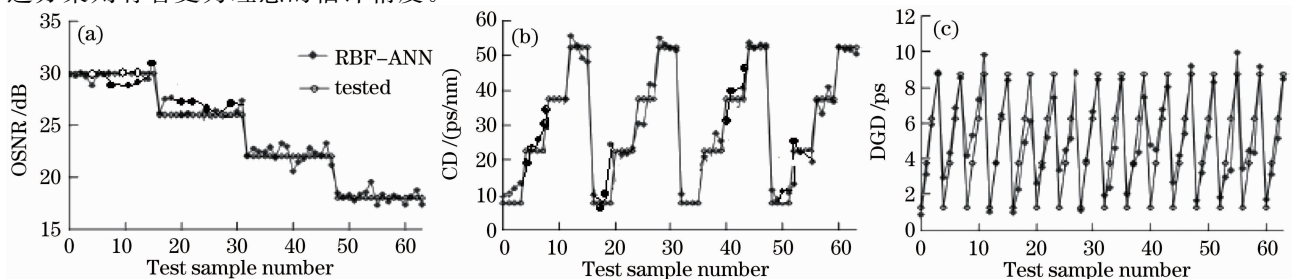 (a)
OSNR/dB
35
30
25
20
15
0 10 20 30 40 50 60
Test sample number
RBF-ANN
tested
(b)
CD/(ps/nm)
60
50
40
30
20
10
0
0 10 20 30 40 50 60
Test sample number
(c)
DGD/ps
12
10
8
6
4
2
0
0 10 20 30 40 50 60
Test sample number